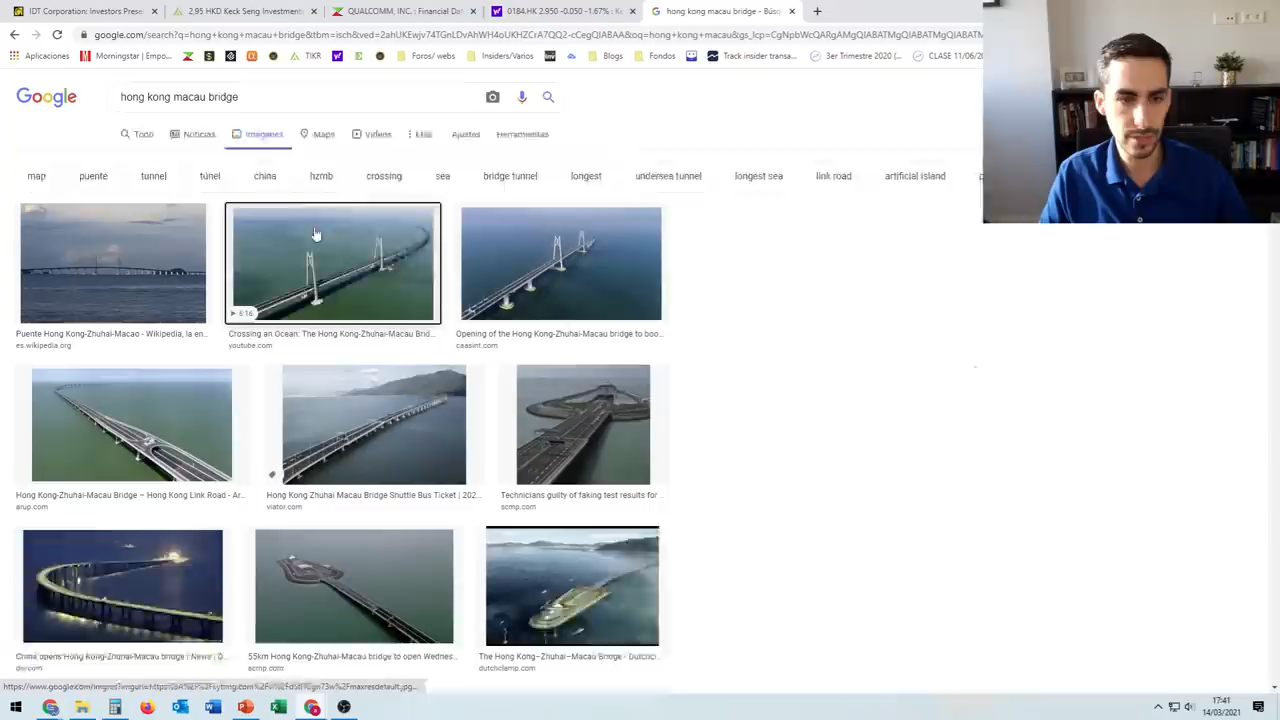 IDT Corporation: Investors Presen
2,95 HKD Keck Seng Investment
QUALCOMM, INC. : Financial Da
0184.HK 2.950 -0.050 -1.67% : Ke
hong kong macau bridge - Búsq
Aplicaciones
Morningstar | Empo...
TIKR
Foros/ webs
Insides/Varios
Blogs
Fondos
Track insider transa...
3er Trimestre 2020 (...
CLASE 11/06/20
Google
hong kong macau bridge
Todo
Noticias
Imágenes
Maps
Vídeos
Más
Ajustes
Herramientas
map
puente
tunnel
túnel
china
hzmb
crossing
sea
bridge tunnel
longest
undersea tunnel
longest sea
link road
artificial island
Puente Hong Kong-Zhuhai-Macao - Wikipedia, la en...
Crossing an Ocean: The Hong Kong-Zhuhai-Macau Brid...
Opening of the Hong Kong-Zhuhai-Macau bridge to boo...
es.wikipedia.org
youtube.com
caasint.com
Hong Kong-Zhuhai-Macau Bridge – Hong Kong Link Road - Ar...
Hong Kong Zhuhai Macau Bridge Shuttle Bus Ticket | 202...
Technicians guilty of faking test results for ...
arup.com
viator.com
scmp.com
China opens Hong Kong-Zhuhai-Macau bridge | News | D...
55km Hong Kong-Zhuhai-Macau bridge to open Wednes...
The Hong Kong–Zhuhai–Macao Bridge - Dutchcl...
dw.com
scmp.com
dutchclamp.com
17:41
14/03/2021